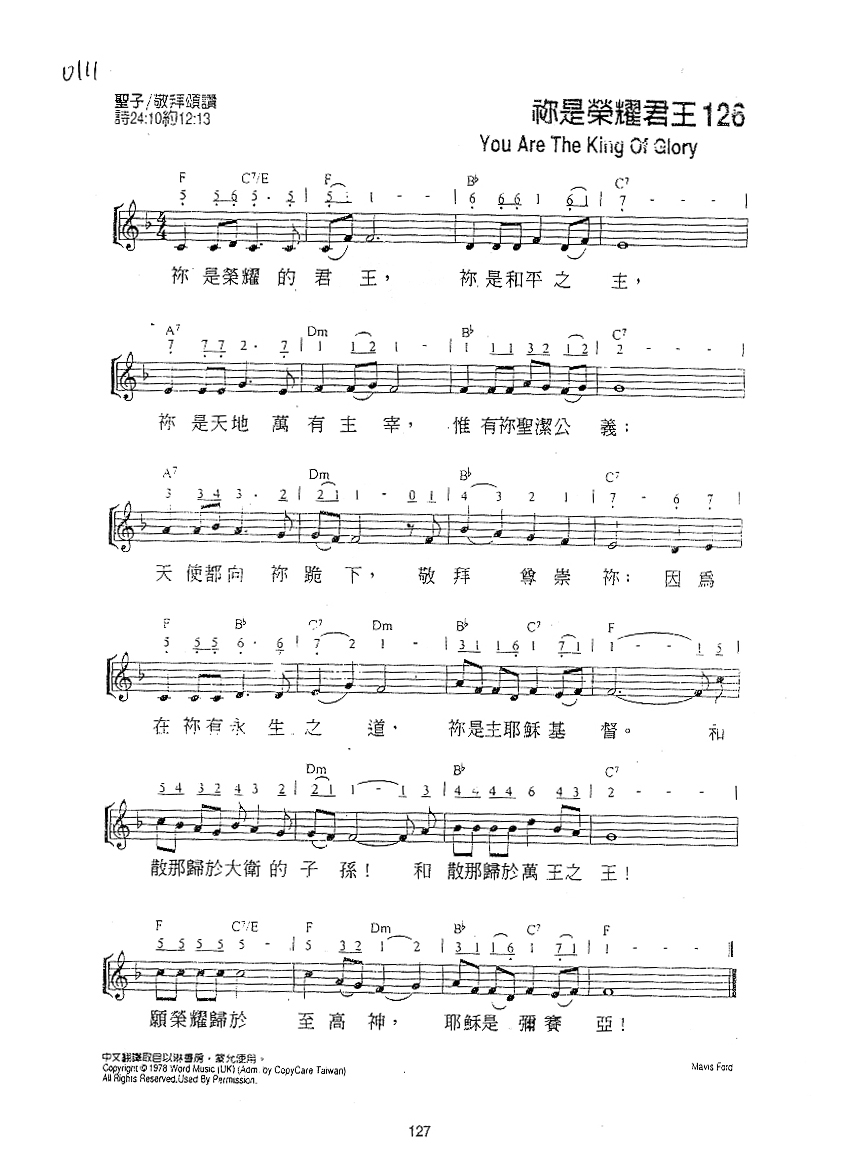 0111
聖子/敬拜頌讚
詩24:10約12:13
祢是榮耀君王126
You Are The King Of Glory
F C7/E F B♭ C7
5 5 6 5 . 5 | 5 1 1 - - | 6 6 6 1 6 1 | 7 - - - |
祢是榮耀的君王， 祢是和平之主，
A7 Dm B♭ C7
7 7 7 2 . 7 | 1 1 2 1 - | 1 1 1 3 2 1 2 | 2 - - - |
祢是天地萬有主宰， 惟有祢聖潔公義；
A7 Dm B♭ C7
3 3 4 3 . 2 | 2 1 1 - 0 1 | 4 3 2 1 | 7 - 6 7 |
天使都向祢跪下， 敬拜尊崇祢；因爲
F B♭ C7 Dm B♭ C7 F
5 5 5 6 . 6 | 7 2 1 - | 3 1 1 6 1 7 1 | 1 - - 1 5 |
在祢有永生之道， 祢是主耶穌基督。 和
Dm B♭ C7
5 4 3 2 4 3 2 | 2 1 1 - 1 3 | 4 4 4 4 6 4 3 | 2 - - - |
散那歸於大衛的子孫！ 和散那歸於萬王之王！
F C7/E F Dm B♭ C7 F
5 5 5 5 5 - | 5 3 2 1 2 | 3 1 1 6 1 7 1 | 1 - - - ‖
願榮耀歸於至高神， 耶穌是彌賽亞！
中文翻譯取自以琳書房，蒙允使用。
Copyright © 1978 Word Music (UK) (Adm. by CopyCare Taiwan)
All Rights Reserved.Used By Permission.
Mavis Ford
127